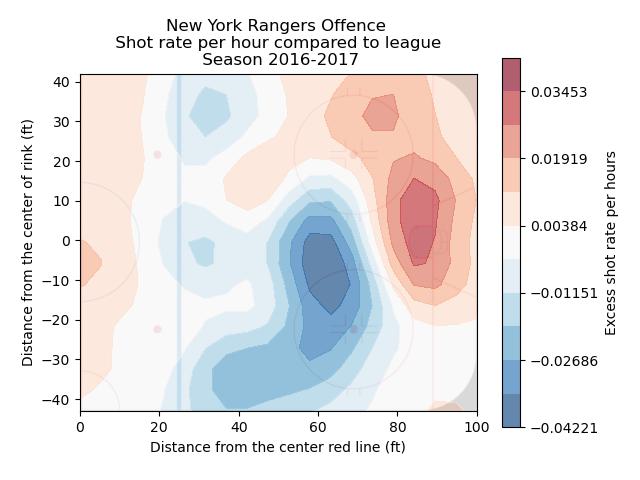 New York Rangers Offence
Shot rate per hour compared to league
Season 2016-2017
40
30
20
10
0
−10
−20
−30
−40
Distance from the center of rink (ft)
0 20 40 60 80 100
Distance from the center red line (ft)
0.03453
0.01919
0.00384
−0.01151
−0.02686
−0.04221
Excess shot rate per hours